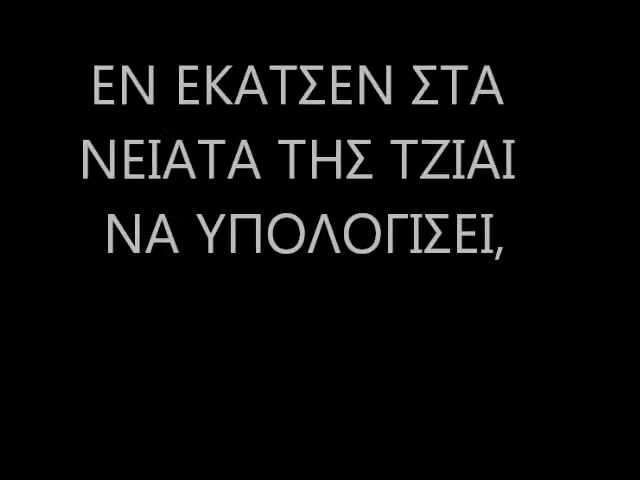 ΕΝ ΕΚΑΤΣΕΝ ΣΤΑ
ΝΕΙΑΤΑ ΤΗΣ ΤΖΙΑΙ
ΝΑ ΥΠΟΛΟΓΙΣΕΙ,